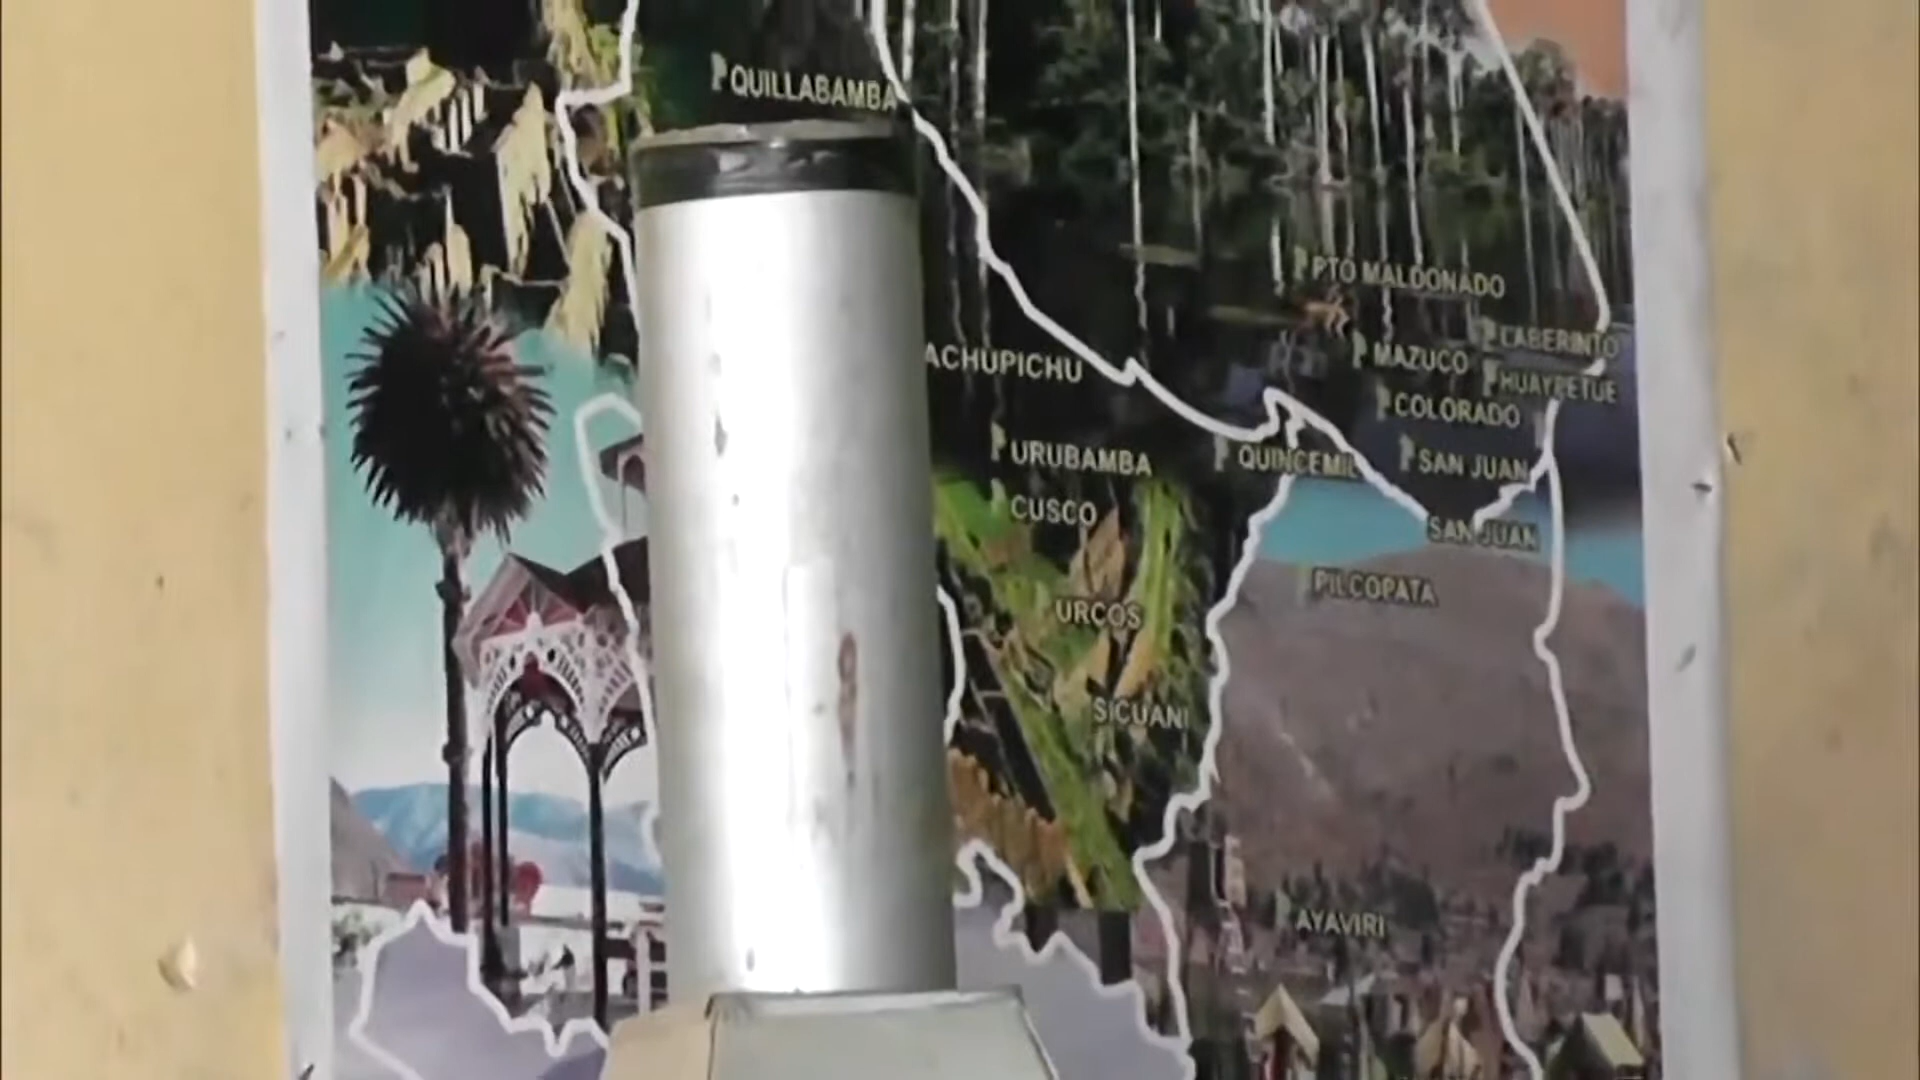 QUILLABAMBA
PTO MALDONADO
LABERINTO
MAZUCO
HUAYPETUE
ACHUPICHU
COLORADO
URUBAMBA
QUINCEMIL
SAN JUAN
CUSCO
SAN JUAN
PILCOPATA
URCOS
SICUANI
AYAVIRI